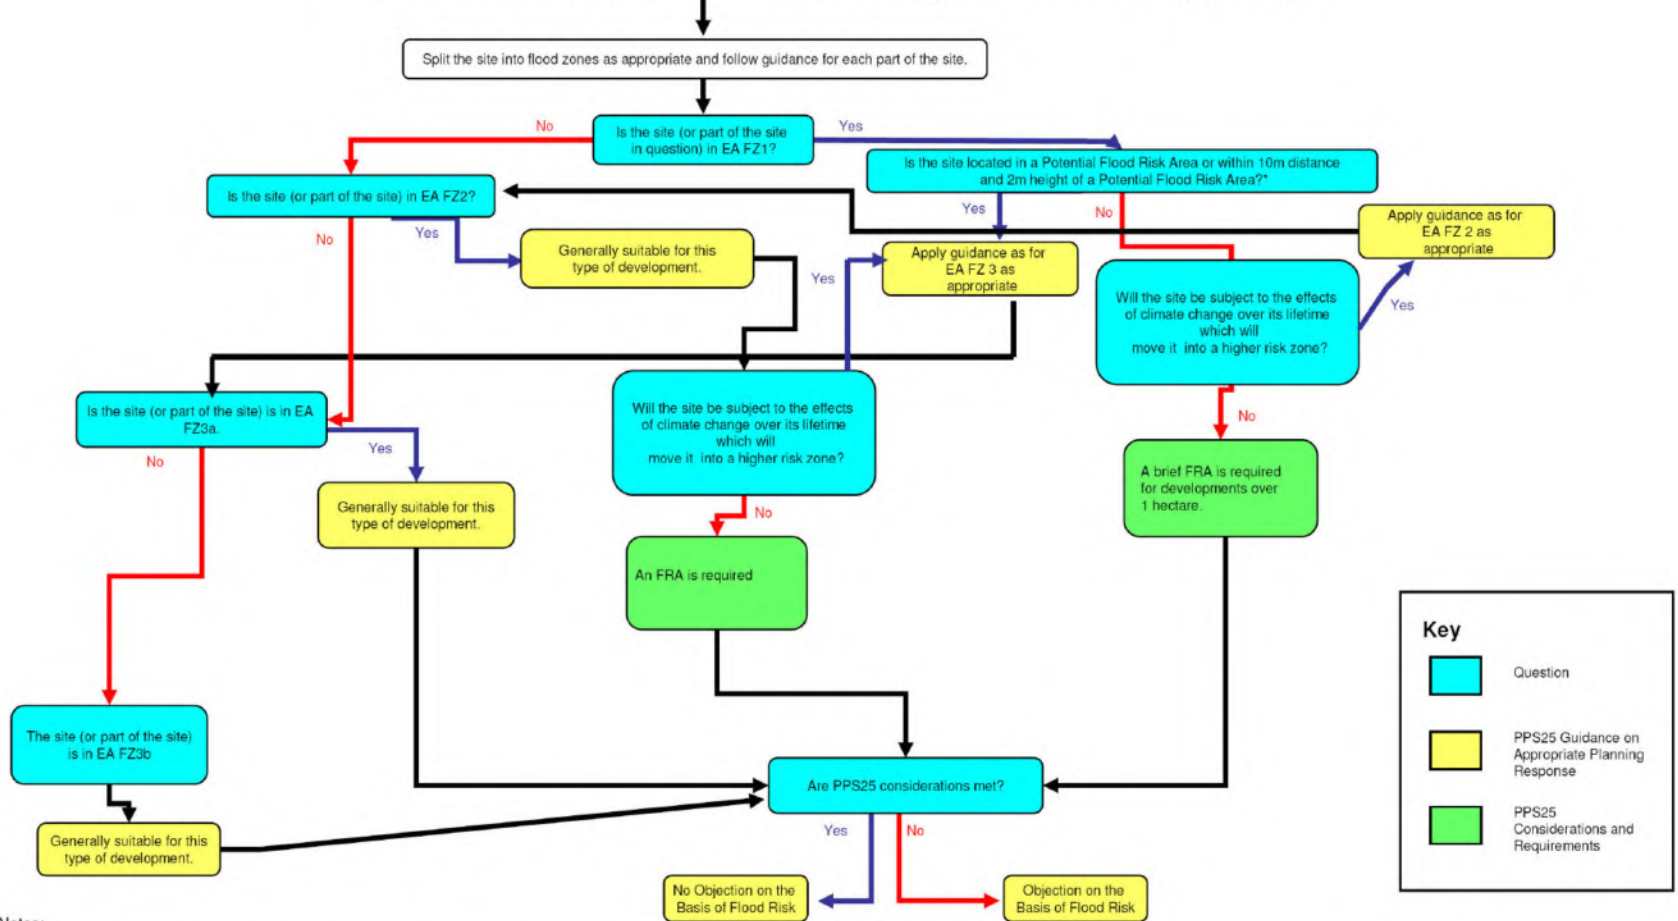 Split the site into flood zones as appropriate and follow guidance for each part of the site.
No
Is the site (or part of the site
in question) in EA FZ1?
Yes
Is the site located in a Potential Flood Risk Area or within 10m distance
and 2m height of a Potential Flood Risk Area?*
Is the site (or part of the site) in EA FZ2?
Yes
No
Apply guidance as for
EA FZ 2 as
appropriate
No
Yes
Generally suitable for this
type of development.
Yes
Apply guidance as for
EA FZ 3 as
appropriate
Will the site be subject to the effects
of climate change over its lifetime
which will
move it into a higher risk zone?
Yes
Is the site (or part of the site) is in EA
FZ3a.
Will the site be subject to the effects
of climate change over its lifetime
which will
move it into a higher risk zone?
No
No
Yes
Generally suitable for this
type of development.
No
A brief FRA is required
for developments over
1 hectare.
An FRA is required
Key
Question
PPS25 Guidance on
Appropriate Planning
Response
PPS25
Considerations and
Requirements
The site (or part of the site)
is in EA FZ3b
Are PPS25 considerations met?
Generally suitable for this
type of development.
Yes
No
No Objection on the
Basis of Flood Risk
Objection on the
Basis of Flood Risk